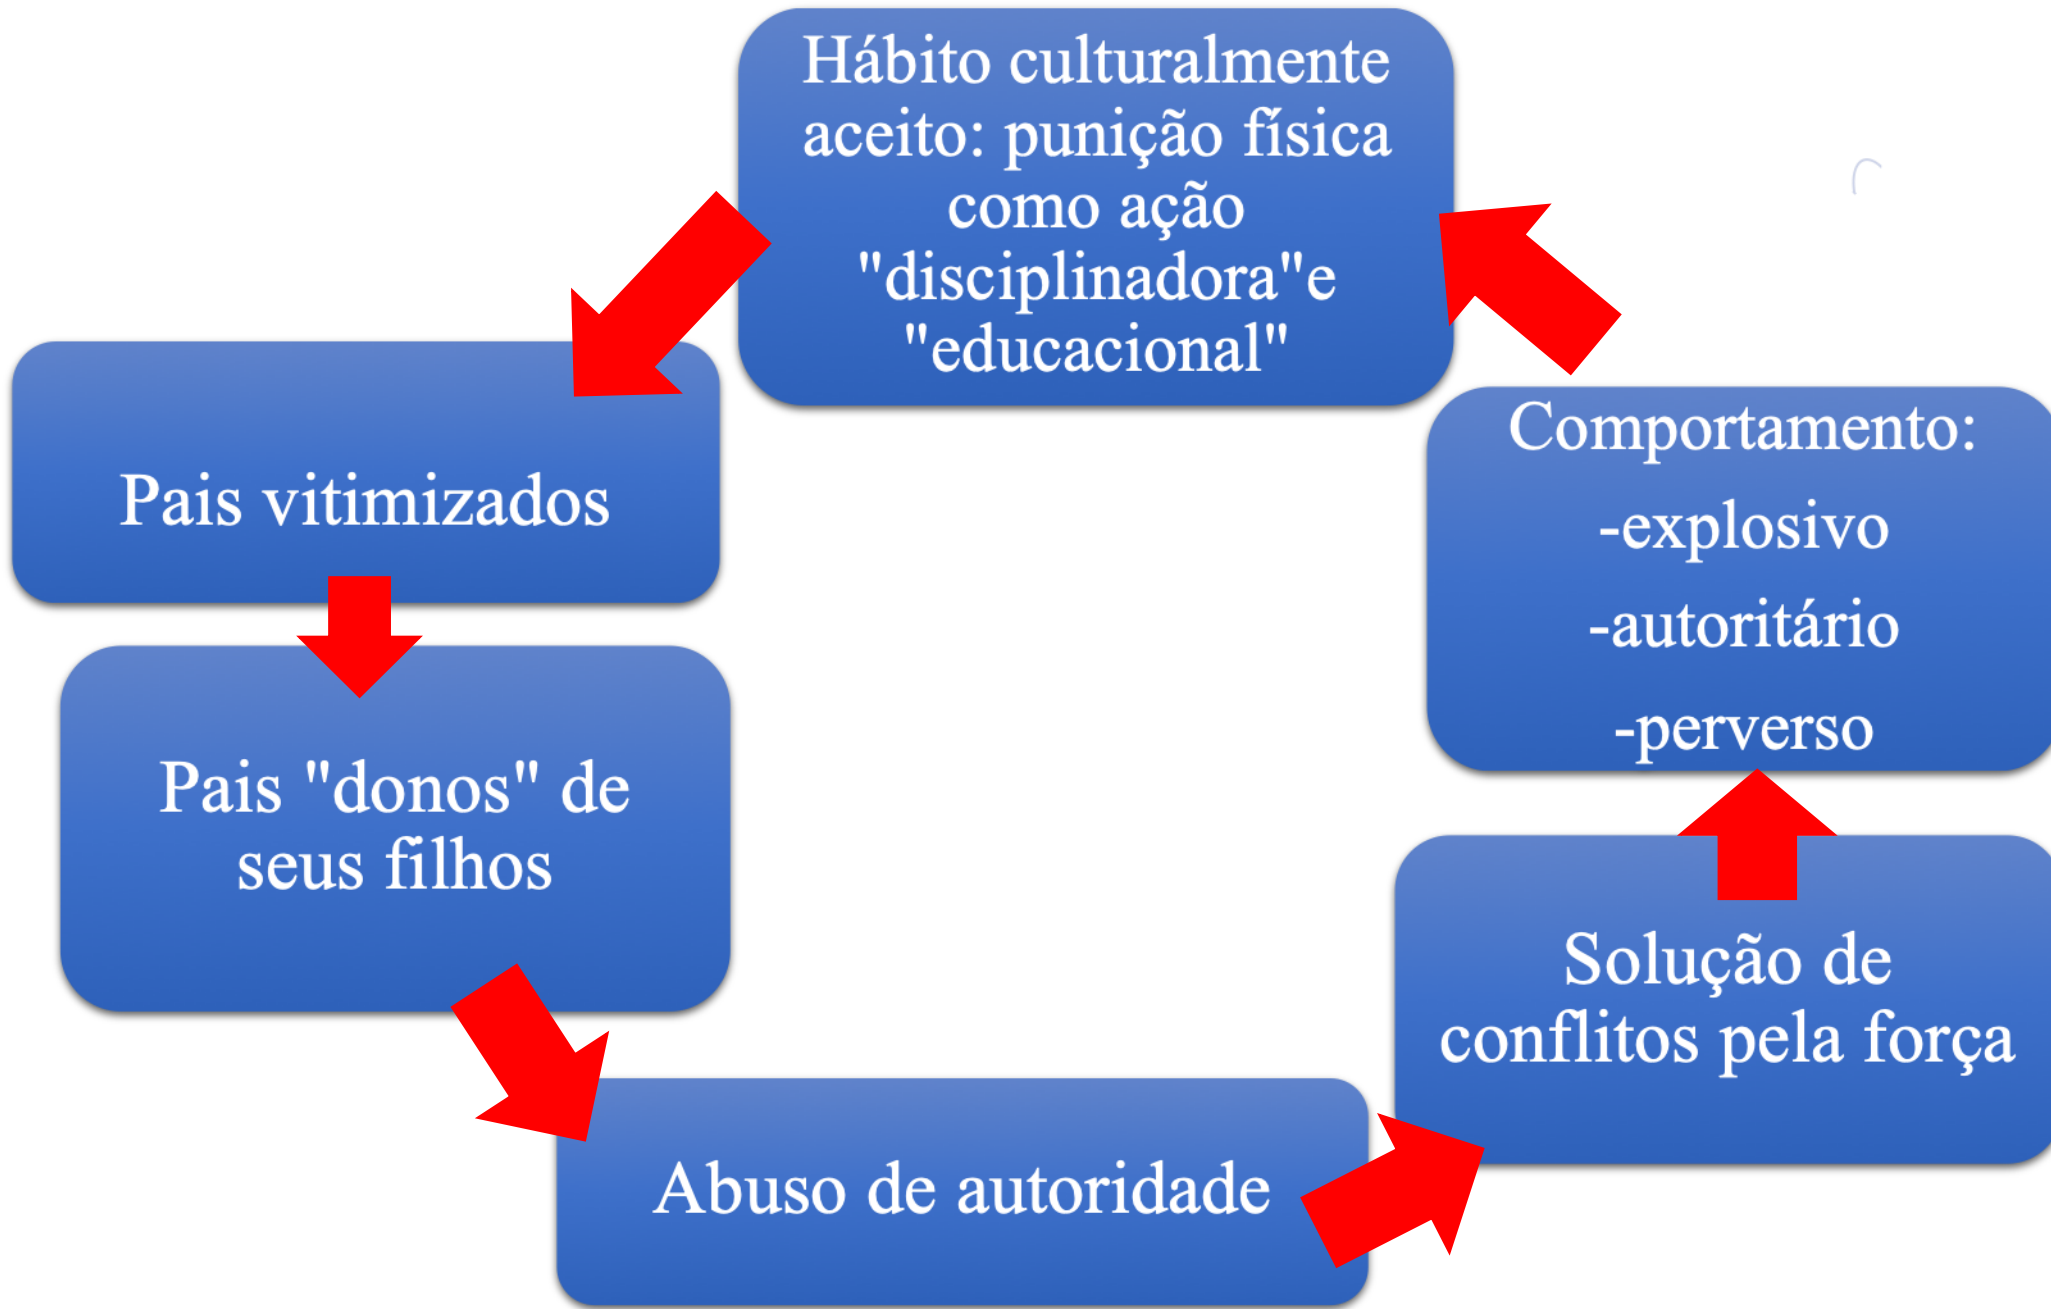 Hábito culturalmente
aceito: punição física
como ação
"disciplinadora"e
"educacional"
Pais vitimizados
Pais "donos" de
seus filhos
Abuso de autoridade
Solução de
conflitos pela força
Comportamento:
-explosivo
-autoritário
-perverso